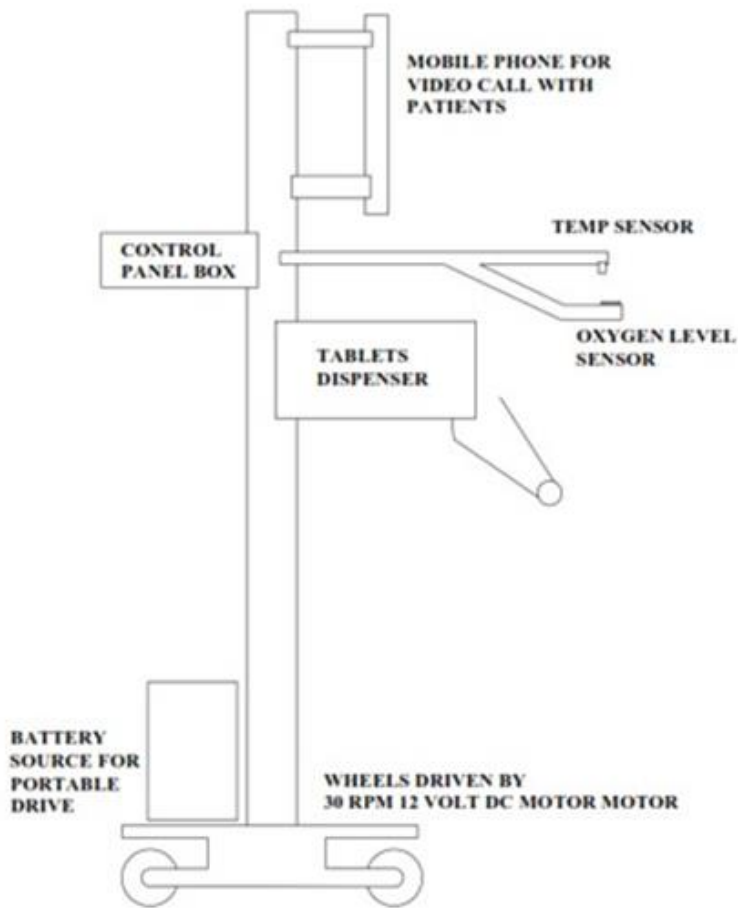 MOBILE PHONE FOR
VIDEO CALL WITH
PATIENTS
TEMP SENSOR
CONTROL
PANEL BOX
OXYGEN LEVEL
SENSOR
TABLETS
DISPENSER
BATTERY
SOURCE FOR
PORTABLE
DRIVE
WHEELS DRIVEN BY
30 RPM 12 VOLT DC MOTOR MOTOR